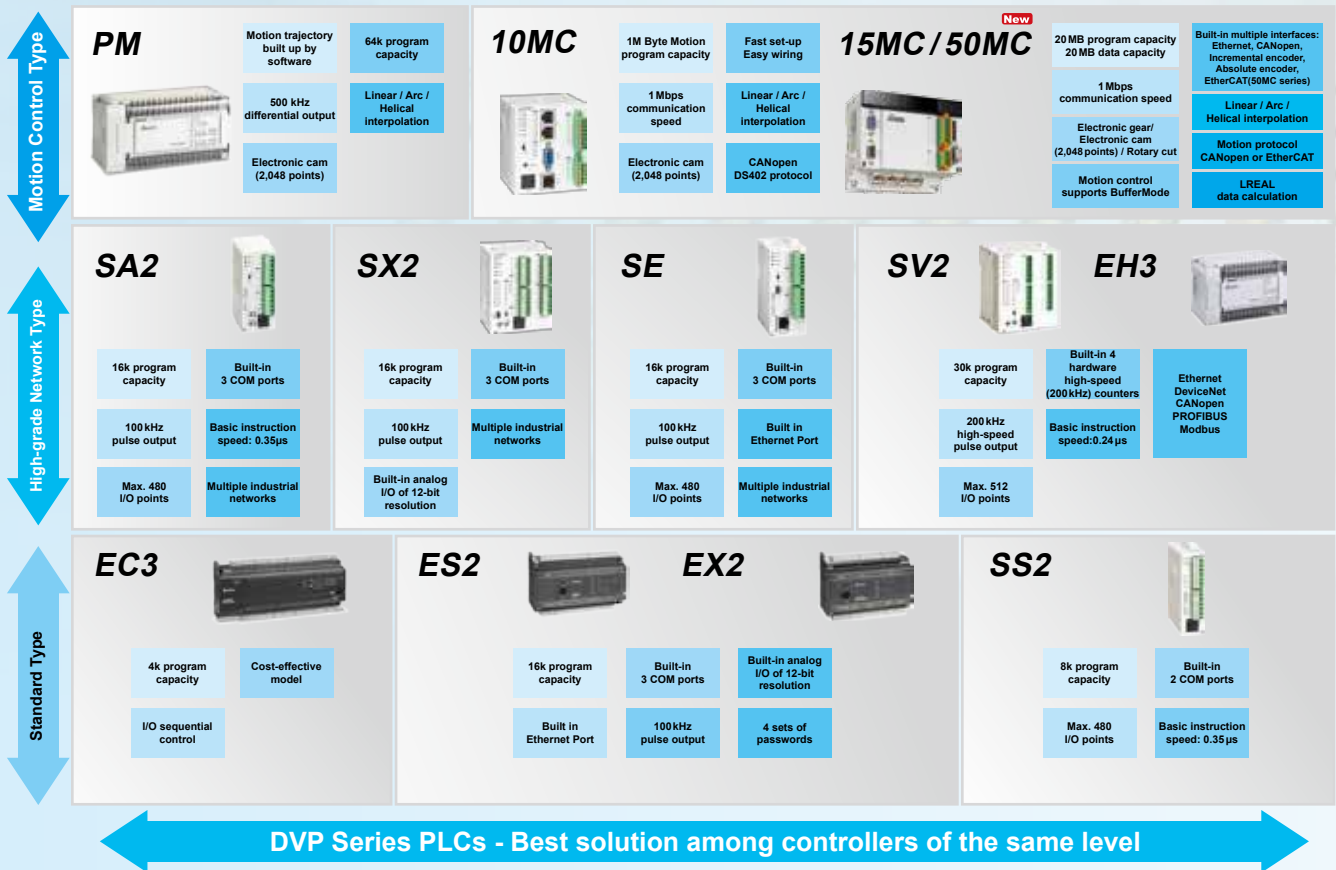 Motion Control Type
PM
Motion trajectory
built up by
software
64k program
capacity
500 kHz
differential output
Linear / Arc /
Helical
interpolation
Electronic cam
(2,048 points)
10MC
1M Byte Motion
program capacity
Fast set-up
Easy wiring
1 Mbps
communication
speed
Linear / Arc /
Helical
interpolation
Electronic cam
(2,048 points)
CANopen
DS402 protocol
New
15MC / 50MC
20 MB program capacity
20 MB data capacity
Built-in multiple interfaces:
Ethernet, CANopen,
Incremental encoder,
Absolute encoder,
EtherCAT(50MC series)
1 Mbps
communication speed
Linear / Arc /
Helical interpolation
Electronic gear/
Electronic cam
(2,048 points) / Rotary cut
Motion protocol
CANopen or EtherCAT
Motion control
supports BufferMode
LREAL
data calculation
High-grade Network Type
SA2
16k program
capacity
Built-in
3 COM ports
100 kHz
pulse output
Basic instruction
speed: 0.35µs
Max. 480
I/O points
Multiple industrial
networks
SX2
16k program
capacity
Built-in
3 COM ports
100 kHz
pulse output
Multiple industrial
networks
Built-in analog
I/O of 12-bit
resolution
SE
16k program
capacity
Built-in
3 COM ports
100 kHz
pulse output
Built in
Ethernet Port
Max. 480
I/O points
Multiple industrial
networks
SV2
EH3
30k program
capacity
Built-in 4
hardware
high-speed
(200 kHz) counters
Ethernet
DeviceNet
CANopen
PROFIBUS
Modbus
200 kHz
high-speed
pulse output
Basic instruction
speed:0.24 µs
Max. 512
I/O points
Standard Type
EC3
4k program
capacity
Cost-effective
model
I/O sequential
control
ES2
EX2
16k program
capacity
Built-in
3 COM ports
Built-in analog
I/O of 12-bit
resolution
Built in
Ethernet Port
100 kHz
pulse output
4 sets of
passwords
SS2
8k program
capacity
Built-in
2 COM ports
Max. 480
I/O points
Basic instruction
speed: 0.35 µs
DVP Series PLCs - Best solution among controllers of the same level